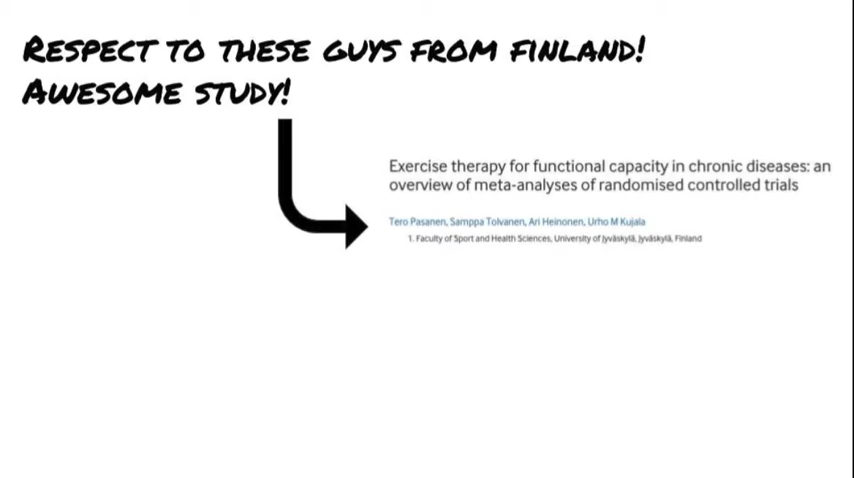 RESPECT TO THESE GUYS FROM FINLAND!
AWESOME STUDY!
Exercise therapy for functional capacity in chronic diseases: an
overview of meta-analyses of randomised controlled trials
Tero Pasanen, Samppa Tolvanen, Ari Heinonen, Urho M Kujala
1. Faculty of Sport and Health Sciences, University of Jyväskylä, Jyväskylä, Finland